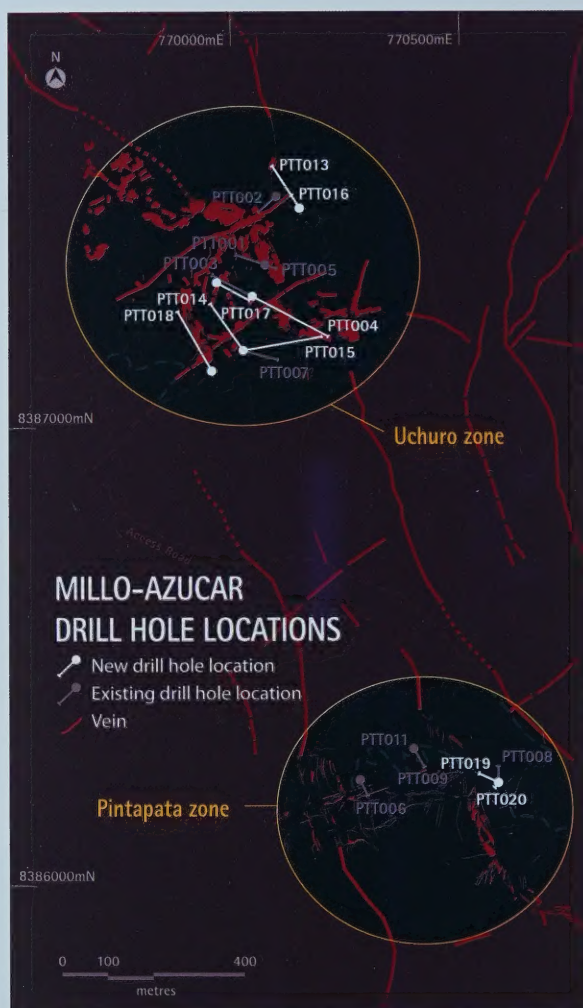 770000mE
770500mE
N
PTT013
PTT002
PTT016
PTT001
PTT003
PTT005
PTT014
PTT018
PTT017
PTT004
PTT015
PTT007
8387000mN
Uchuro zone
Access Road
MILLO-AZUCAR
DRILL HOLE LOCATIONS
New drill hole location
Existing drill hole location
Vein
PTT011
PTT019
PTT008
PTT009
PTT020
PTT006
Pintapata zone
8386000mN
0 100 400
metres